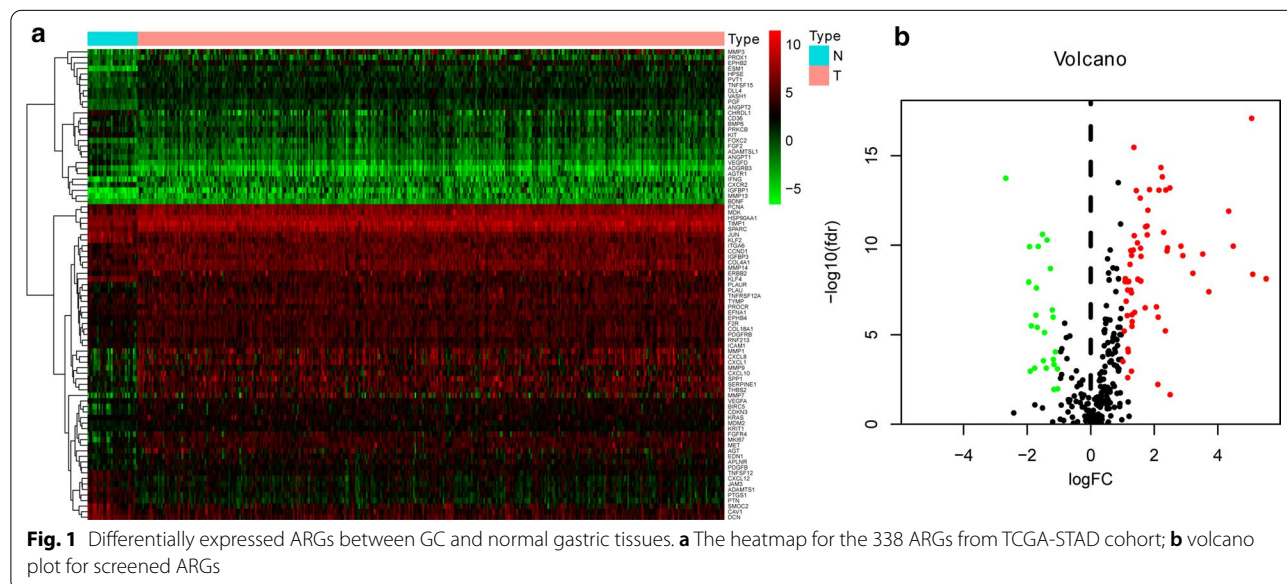 a
Type
N
T
Type
10
5
0
−5
MMP3
PROX1
EPHB2
ESM1
HPSE
PVT1
TNFSF15
DLL4
VASH1
PGF
ANGPT2
CHRDL1
CD36
BMP6
PRKCB
KIT
FOXC2
FGF2
ADAMTSL1
ANGPT1
VEGFD
ADGRB3
AGTR1
IFNG
CXCR2
IGFBP1
MMP13
BDNF
PCNA
MDK
HSP90AA1
TIMP1
SPARC
JUN
KLF2
ITGA6
CCND1
IGFBP3
COL4A1
MMP14
ERBB2
KLF4
PLAUR
PLAU
TNFRSF12A
TYMP
PROCR
EFNA1
EPHB4
F2R
COL18A1
PDGFRB
RNF213
ICAM1
MMP1
CXCL8
CXCL1
MMP9
CXCL10
SPP1
SERPINE1
THBS2
MMP7
VEGFA
BIRC5
CDKN3
KRAS
MDM2
KRIT1
FGFR4
MKI67
MET
AGT
EDN1
APLNR
PDGFB
TNFSF12
CXCL12
JAM3
ADAMTS1
PTGS1
PTN
SMOC2
CAV1
DCN
b
Volcano
−log10(fdr)
15
10
5
0
−4 −2 0 2 4
logFC
Fig. 1 Differentially expressed ARGs between GC and normal gastric tissues. a The heatmap for the 338 ARGs from TCGA-STAD cohort; b volcano
plot for screened ARGs